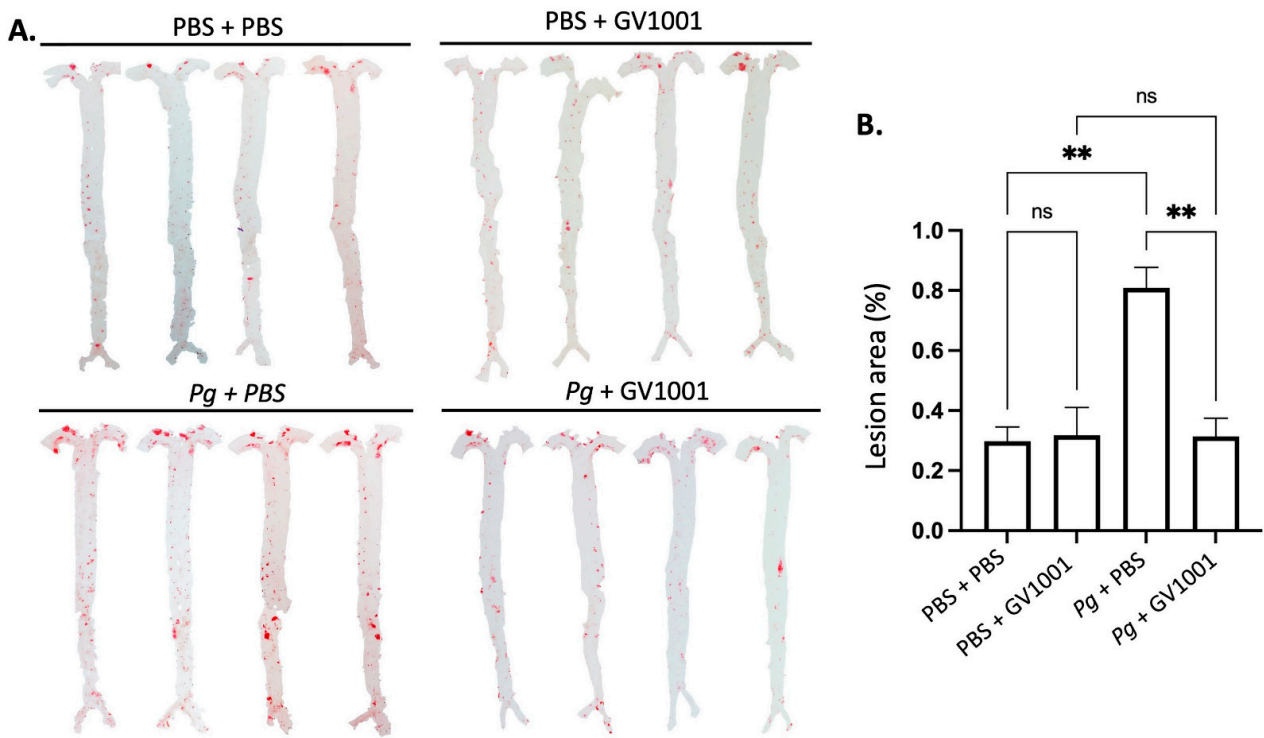 A.
PBS + PBS
PBS + GV1001
Pg + PBS
Pg + GV1001
B.
ns
**
ns
**
Lesion area (%)
1.0
0.8
0.6
0.4
0.2
0.0
PBS + PBS
PBS + GV1001
Pg + PBS
Pg + GV1001